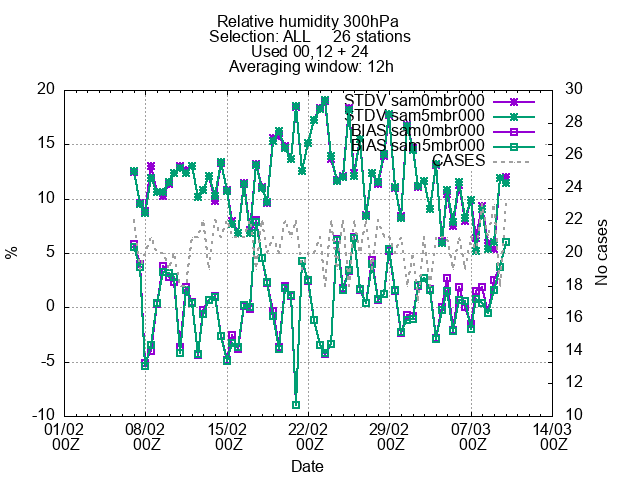 Relative humidity 300hPa
Selection: ALL     26 stations
Used 00,12 + 24
Averaging window: 12h
STDV sam0mbr000
STDV sam5mbr000
BIAS sam0mbr000
BIAS sam5mbr000
CASES
20
15
10
5
0
-5
-10
%
30
28
26
24
22
20
18
16
14
12
10
No cases
01/02 08/02 15/02 22/02 29/02 07/03 14/03
00Z 00Z 00Z 00Z 00Z 00Z 00Z
Date